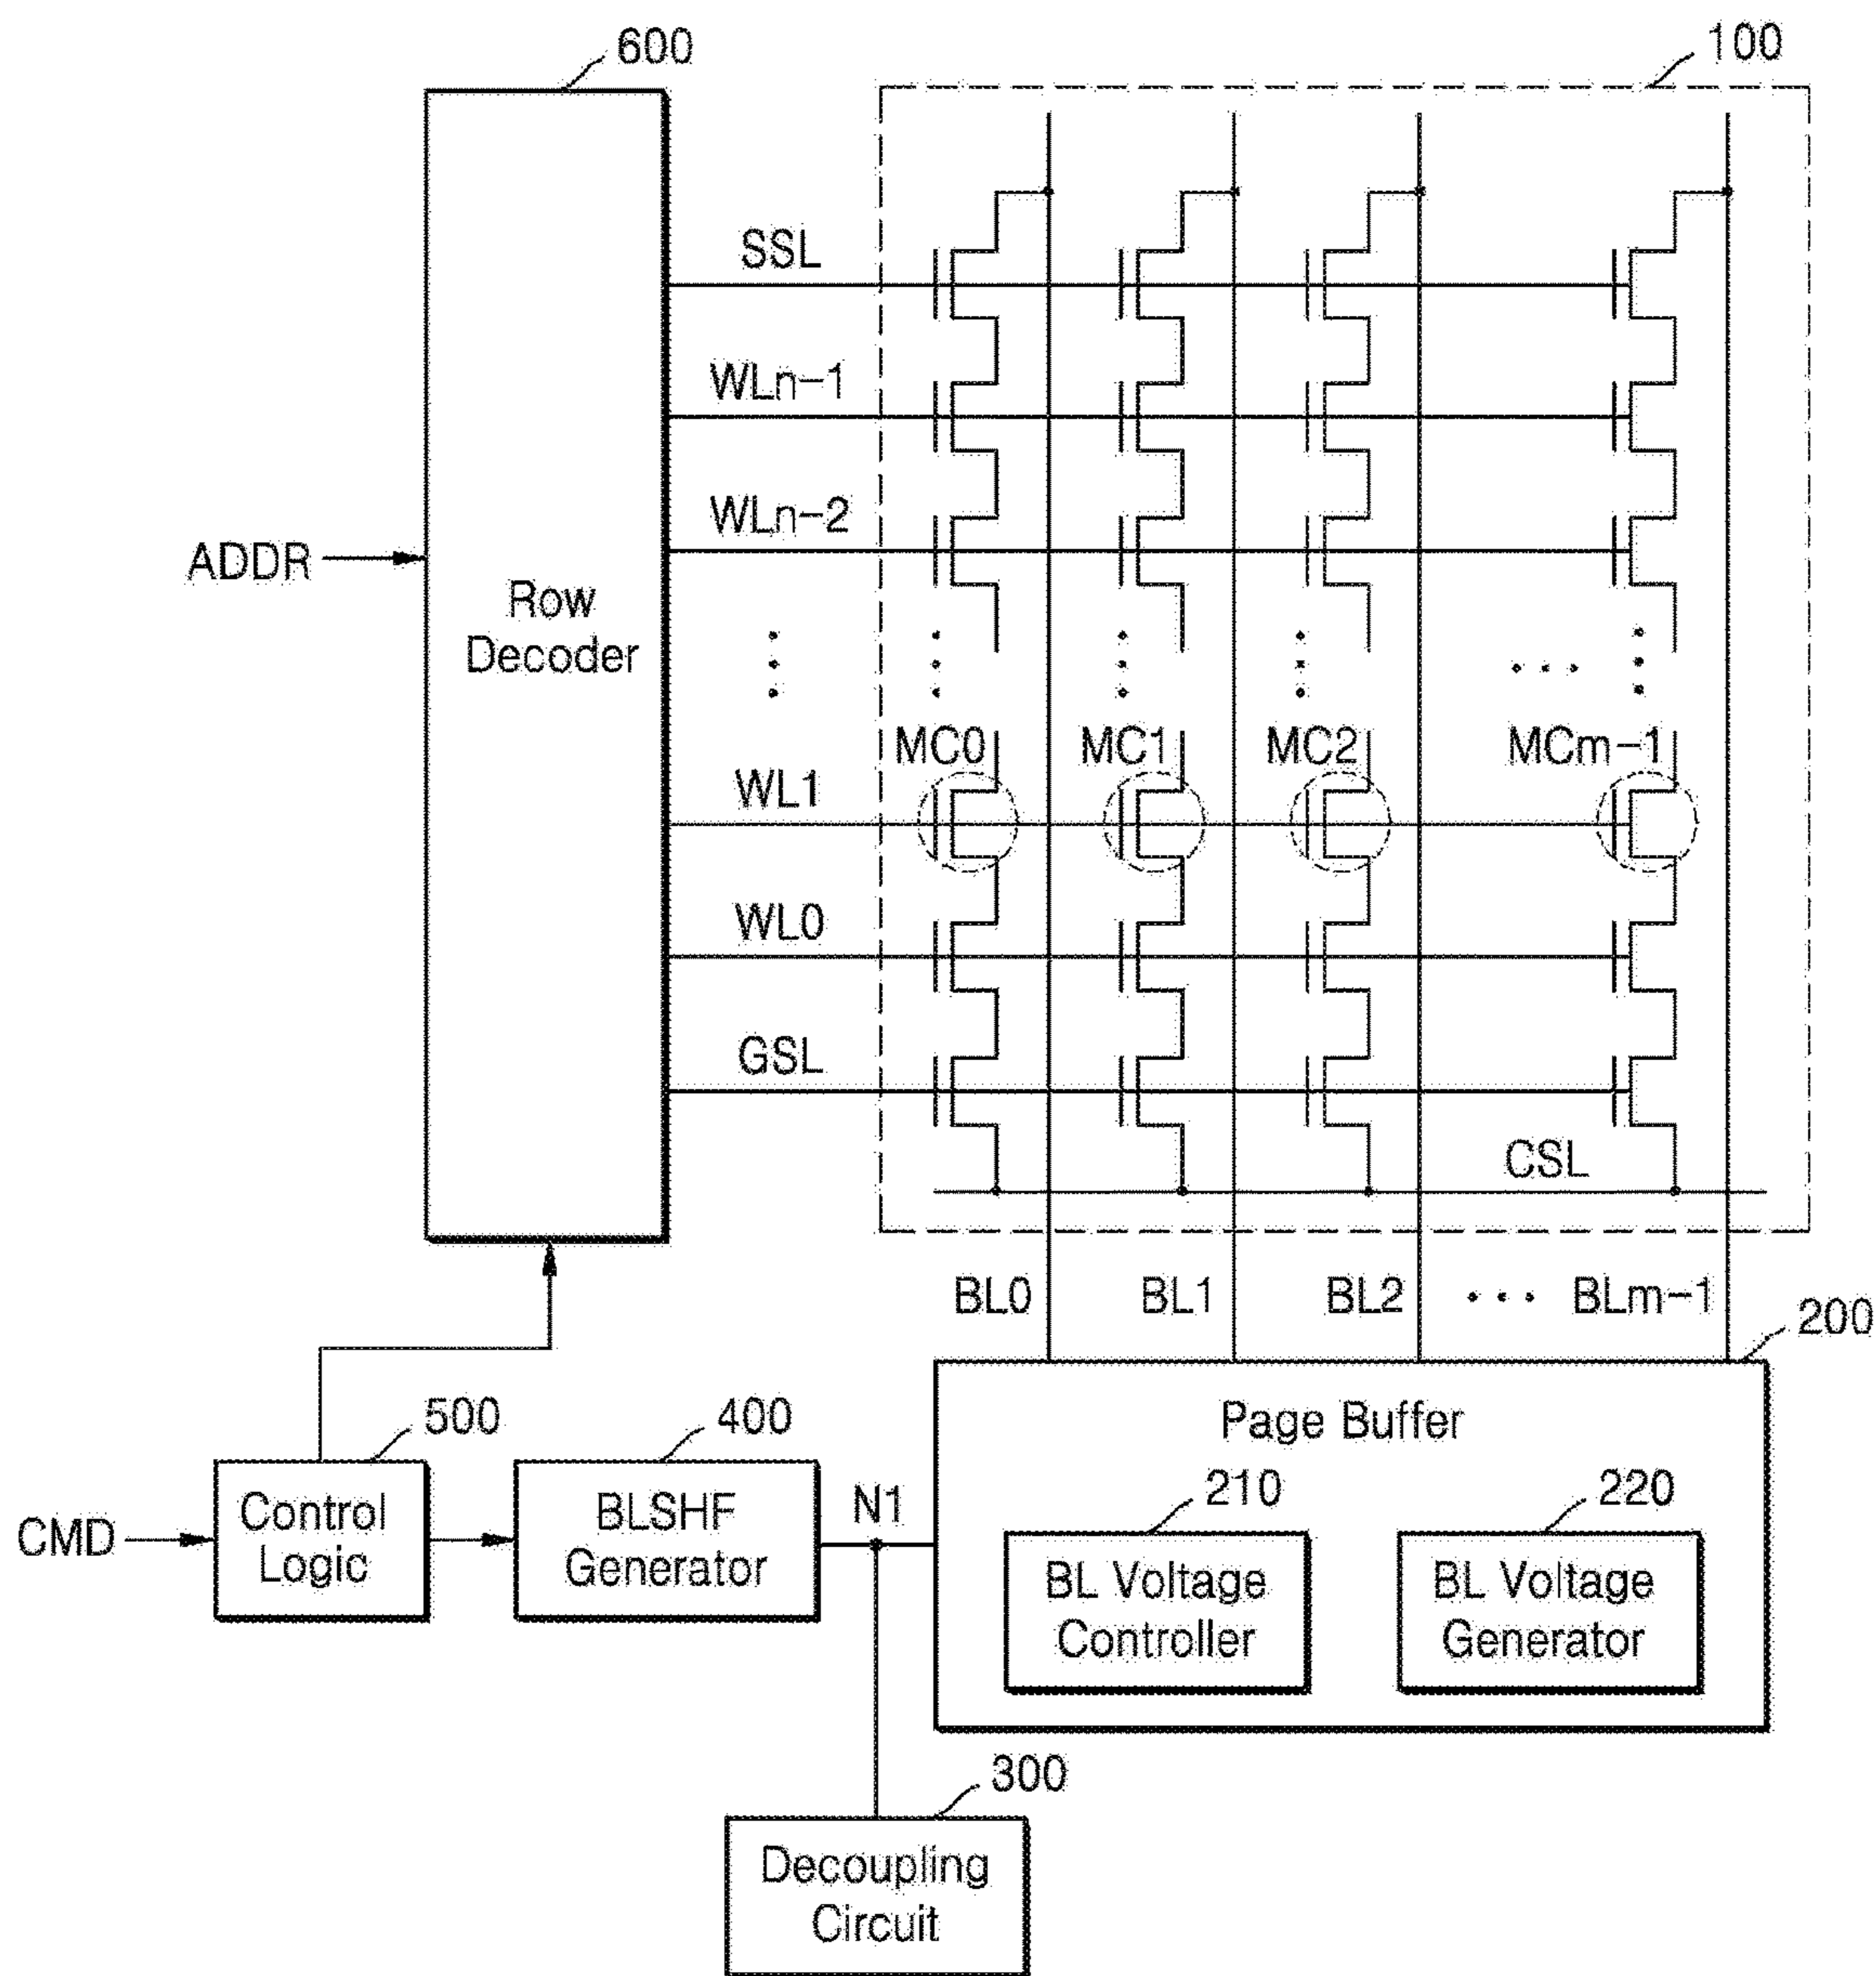 600
100
SSL
WLn-1
WLn-2
ADDR
Row
Decoder
MC0 MC1 MC2 MCm-1
WL1
WL0
GSL
CSL
BL0 BL1 BL2 ... BLm-1
200
500
400
Page Buffer
CMD
Control
Logic
BLSHF
Generator
N1
210
220
BL Voltage
Controller
BL Voltage
Generator
300
Decoupling
Circuit